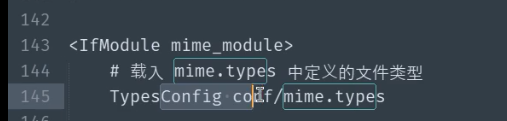 142
143 <IfModule mime_module>
144 # 载入 mime.types 中定义的文件类型
145 TypesConfig conf/mime.types